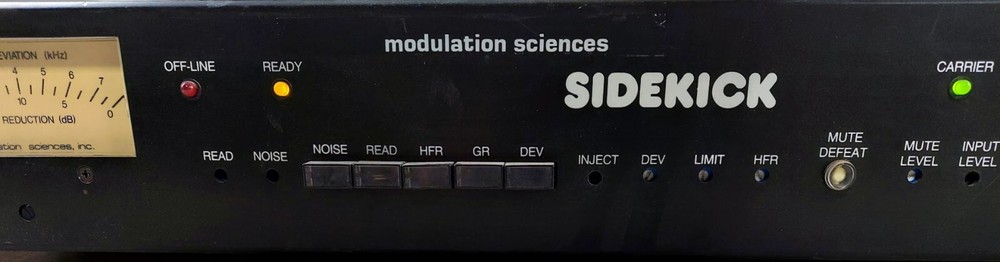 modulation sciences
SIDEKICK
EVIATION (kHz)
4 5 6 7
10 5 0
REDUCTION (dB)
ation sciences, inc.
OFF-LINE
READY
CARRIER
READ
NOISE
NOISE
READ
HFR
GR
DEV
INJECT
DEV
LIMIT
HFR
MUTE
DEFEAT
MUTE
LEVEL
INPUT
LEVEL